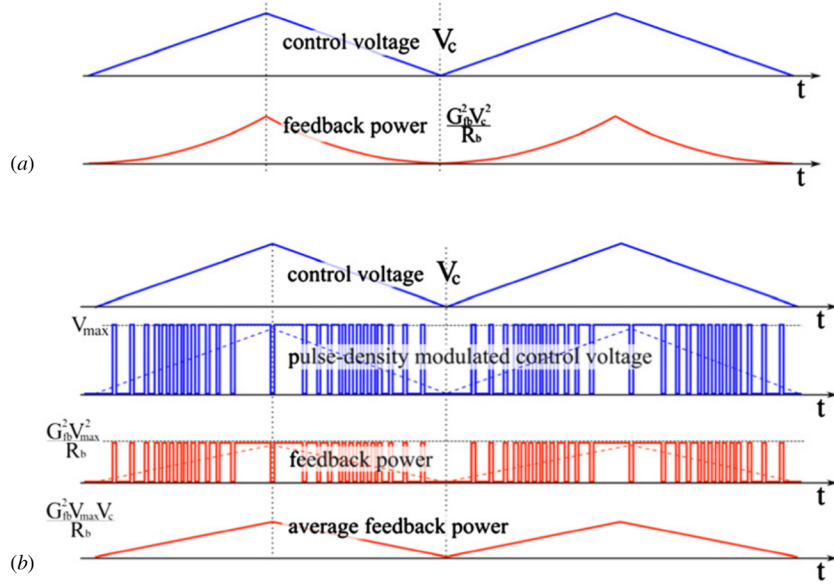 control voltage V_c
t
feedback power G_fb^2 V_c^2 / R_b
(a)
t
control voltage V_c
t
V_max
pulse-density modulated control voltage
t
G_fb^2 V_max^2 / R_b
feedback power
t
G_fb^2 V_max V_c / R_b
average feedback power
(b)
t